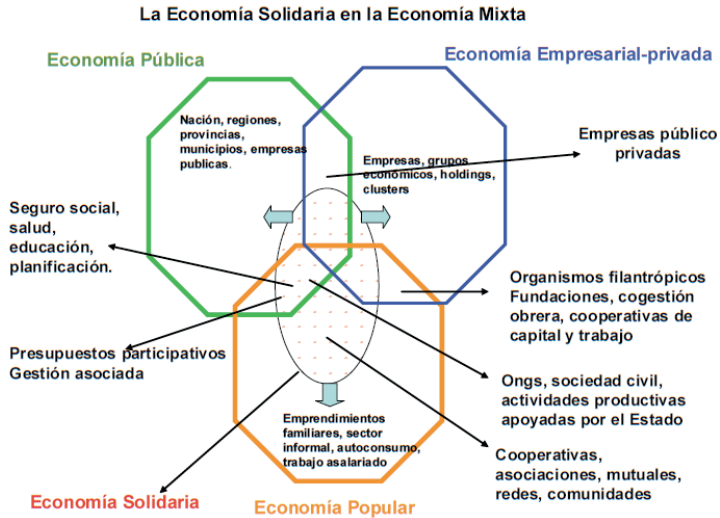 La Economía Solidaria en la Economía Mixta
Economía Pública
Economía Empresarial-privada
Nación, regiones,
provincias,
municipios, empresas
publicas.
Empresas, grupos
económicos, holdings,
clusters
Empresas público
privadas
Seguro social,
salud,
educación,
planificación.
Organismos filantrópicos
Fundaciones, cogestión
obrera, cooperativas de
capital y trabajo
Presupuestos participativos
Gestión asociada
Ongs, sociedad civil,
actividades productivas
apoyadas por el Estado
Emprendimientos
familiares, sector
informal, autoconsumo,
trabajo asalariado
Cooperativas,
asociaciones, mutuales,
redes, comunidades
Economía Solidaria
Economía Popular